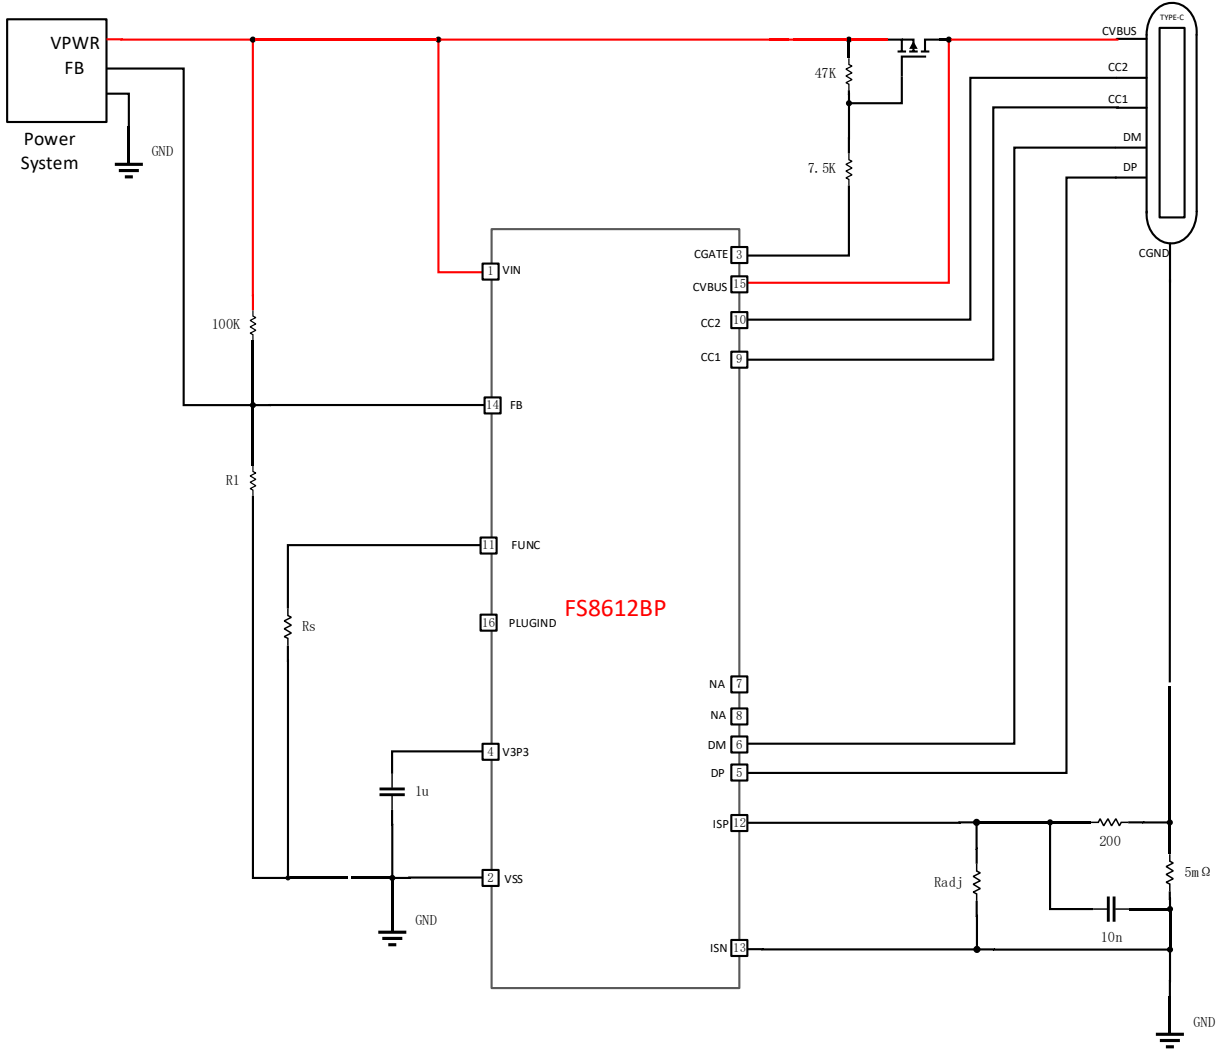 TYPE-C
CVBUS
VPWR
FB
CC2
47K
CC1
Power
System
GND
DM
7.5K
DP
CGATE 3
CGND
1 VIN
CVBUS 15
100K
CC2 10
CC1 9
14 FB
R1
11 FUNC
FS8612BP
Rs
16 PLUGIND
NA 7
NA 8
DM 6
4 V3P3
DP 5
1u
ISP 12
200
Radj
5mΩ
2 VSS
GND
10n
ISN 13
GND